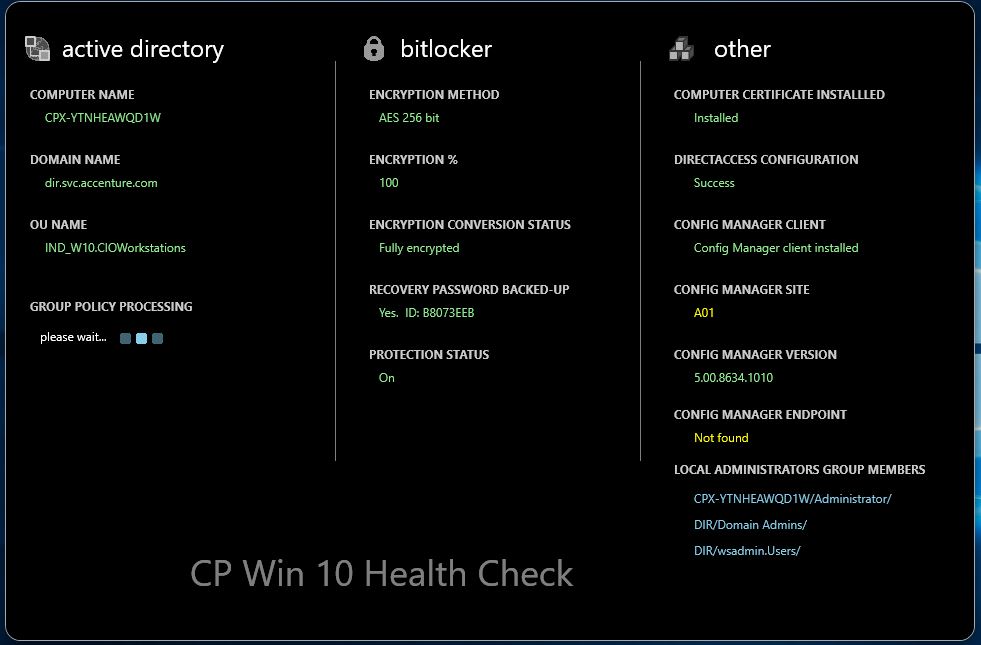 active directory
COMPUTER NAME
CPX-YTNHEAWQD1W
DOMAIN NAME
dir.svc.accenture.com
OU NAME
IND_W10.CIOWorkstations
GROUP POLICY PROCESSING
please wait...
bitlocker
ENCRYPTION METHOD
AES 256 bit
ENCRYPTION %
100
ENCRYPTION CONVERSION STATUS
Fully encrypted
RECOVERY PASSWORD BACKED-UP
Yes. ID: B8073EEB
PROTECTION STATUS
On
other
COMPUTER CERTIFICATE INSTALLLED
Installed
DIRECTACCESS CONFIGURATION
Success
CONFIG MANAGER CLIENT
Config Manager client installed
CONFIG MANAGER SITE
A01
CONFIG MANAGER VERSION
5.00.8634.1010
CONFIG MANAGER ENDPOINT
Not found
LOCAL ADMINISTRATORS GROUP MEMBERS
CPX-YTNHEAWQD1W/Administrator/
DIR/Domain Admins/
DIR/wsadmin.Users/
CP Win 10 Health Check